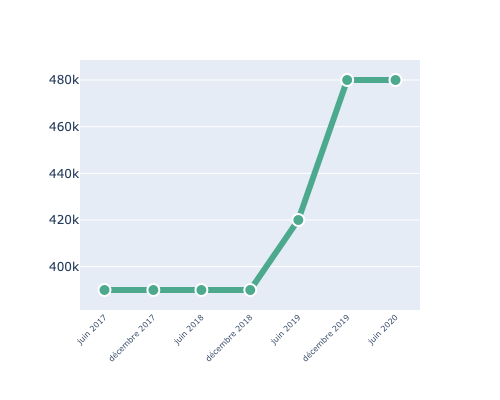 480k
460k
440k
420k
400k
juin 2017
décembre 2017
juin 2018
décembre 2018
juin 2019
décembre 2019
juin 2020